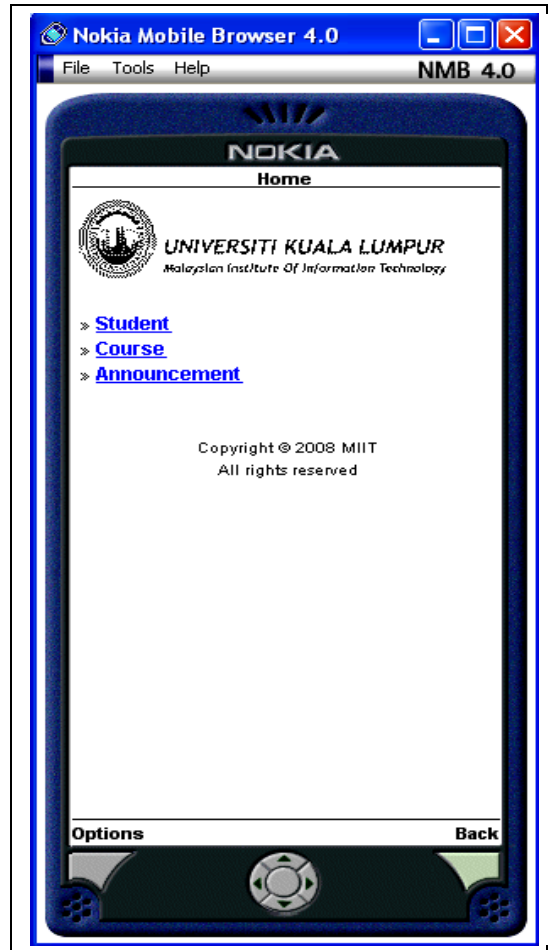 Nokia Mobile Browser 4.0
File Tools Help NMB 4.0
NOKIA
Home
UNIVERSITI KUALA LUMPUR
Malaysian Institute Of Information Technology
» Student
» Course
» Announcement
Copyright © 2008 MIIT
All rights reserved
Options Back